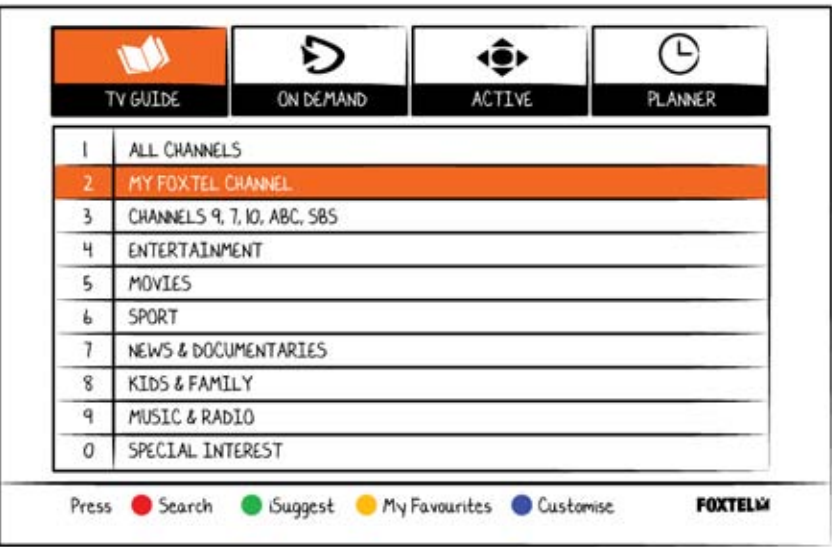 TV GUIDE ON DEMAND ACTIVE PLANNER
1 ALL CHANNELS
2 MY FOXTEL CHANNEL
3 CHANNELS 9, 7, 10, ABC, SBS
4 ENTERTAINMENT
5 MOVIES
6 SPORT
7 NEWS & DOCUMENTARIES
8 KIDS & FAMILY
9 MUSIC & RADIO
0 SPECIAL INTEREST
Press Search iSuggest My Favourites Customise FOXTEL